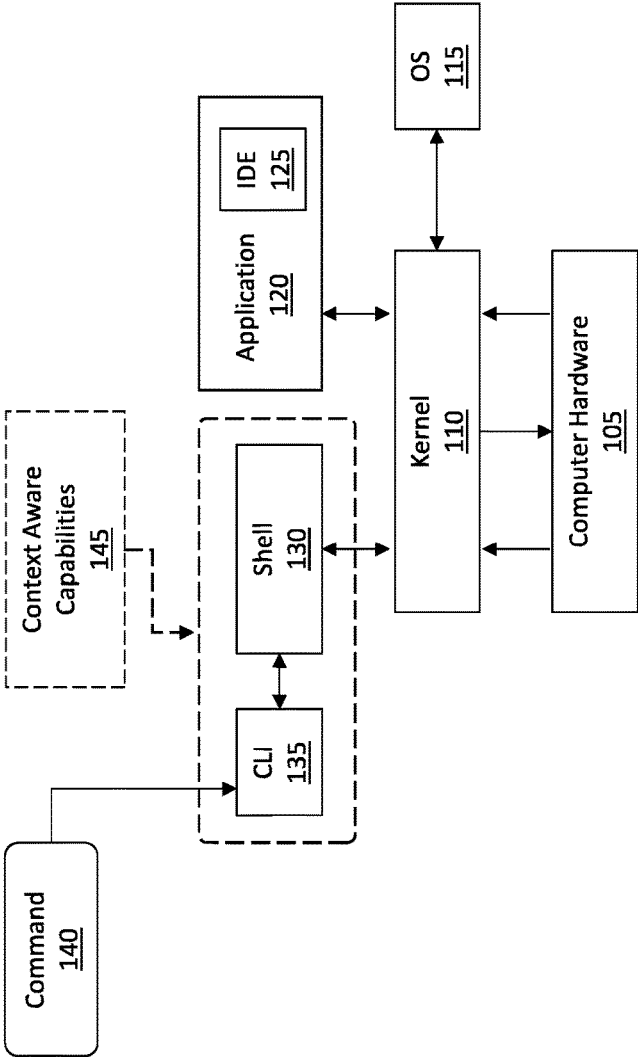 Command
140
Context Aware
Capabilities
145
CLI
135
Shell
130
Application
120
IDE
125
Kernel
110
OS
115
Computer Hardware
105